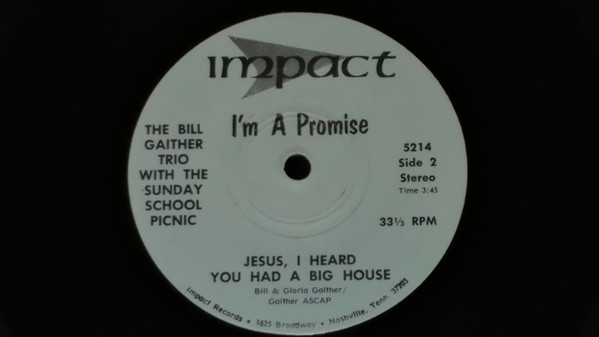 impact
I'm A Promise
THE BILL
GAITHER
TRIO
WITH THE
SUNDAY
SCHOOL
PICNIC
5214
Side 2
Stereo
Time 3:45
33⅓ RPM
JESUS, I HEARD
YOU HAD A BIG HOUSE
Bill & Gloria Gaither/
Gaither ASCAP
Impact Records • 1625 Broadway • Nashville, Tenn. 37203